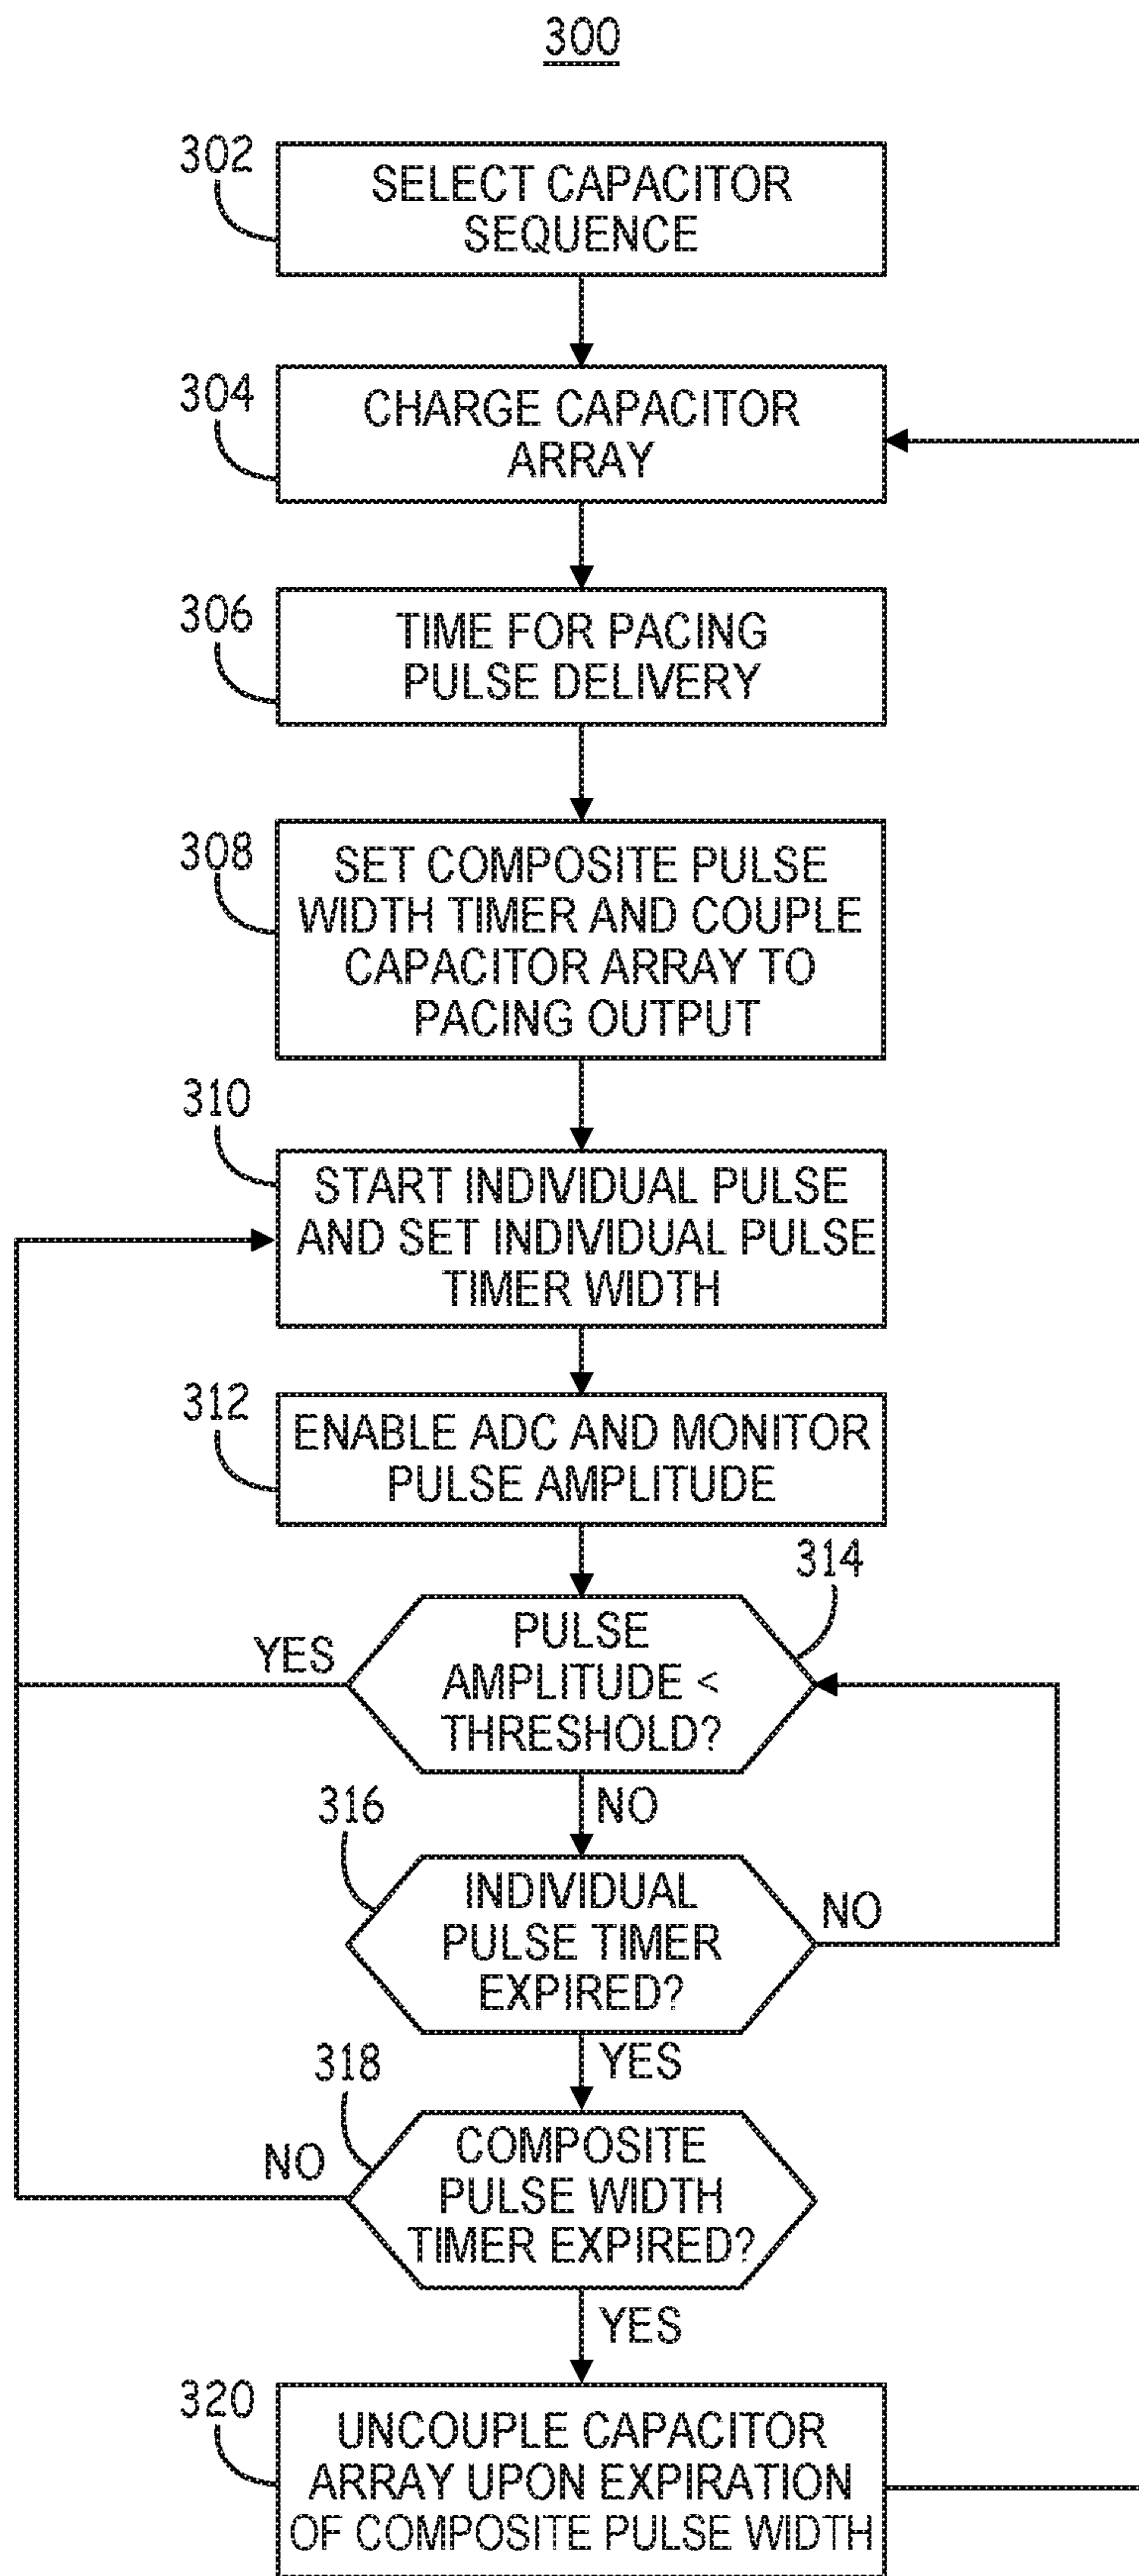 300
302
SELECT CAPACITOR
SEQUENCE
304
CHARGE CAPACITOR
ARRAY
306
TIME FOR PACING
PULSE DELIVERY
308
SET COMPOSITE PULSE
WIDTH TIMER AND COUPLE
CAPACITOR ARRAY TO
PACING OUTPUT
310
START INDIVIDUAL PULSE
AND SET INDIVIDUAL PULSE
TIMER WIDTH
312
ENABLE ADC AND MONITOR
PULSE AMPLITUDE
314
PULSE
AMPLITUDE <
THRESHOLD?
YES
NO
316
INDIVIDUAL
PULSE TIMER
EXPIRED?
NO
YES
318
COMPOSITE
PULSE WIDTH
TIMER EXPIRED?
NO
YES
320
UNCOUPLE CAPACITOR
ARRAY UPON EXPIRATION
OF COMPOSITE PULSE WIDTH